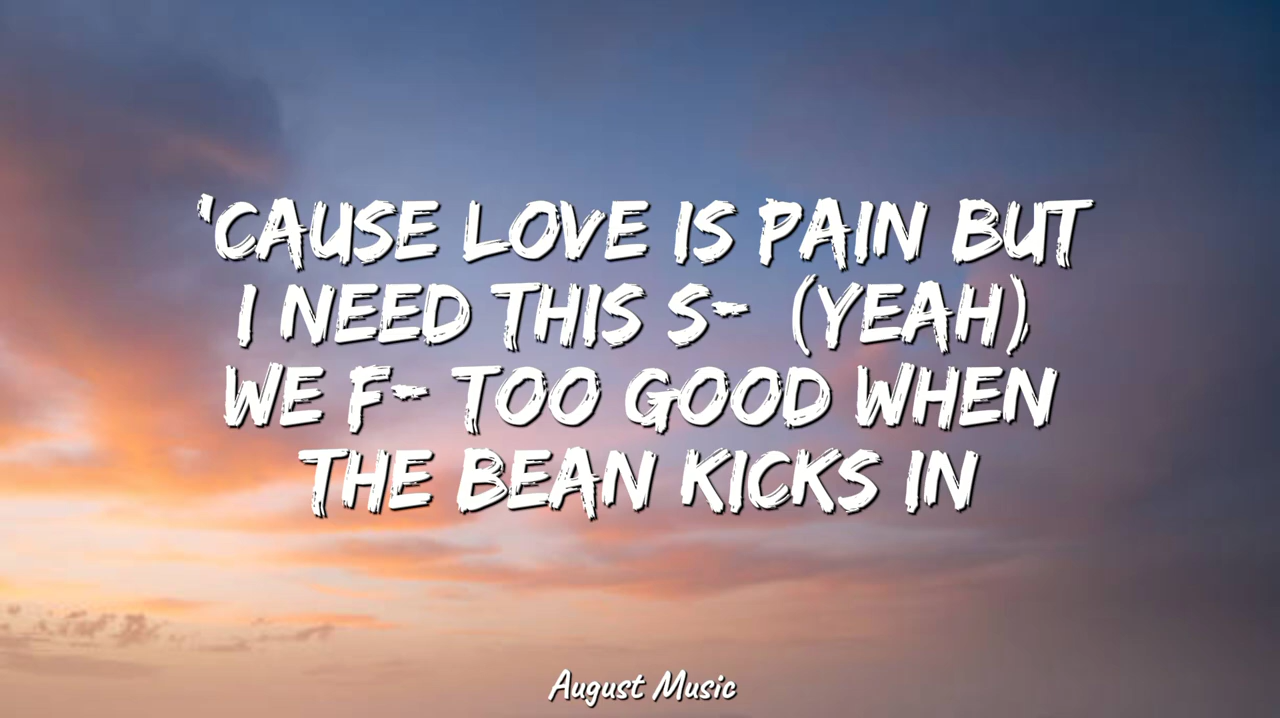 'CAUSE LOVE IS PAIN BUT
I NEED THIS S- (YEAH)
WE F- TOO GOOD WHEN
THE BEAN KICKS IN
August Music